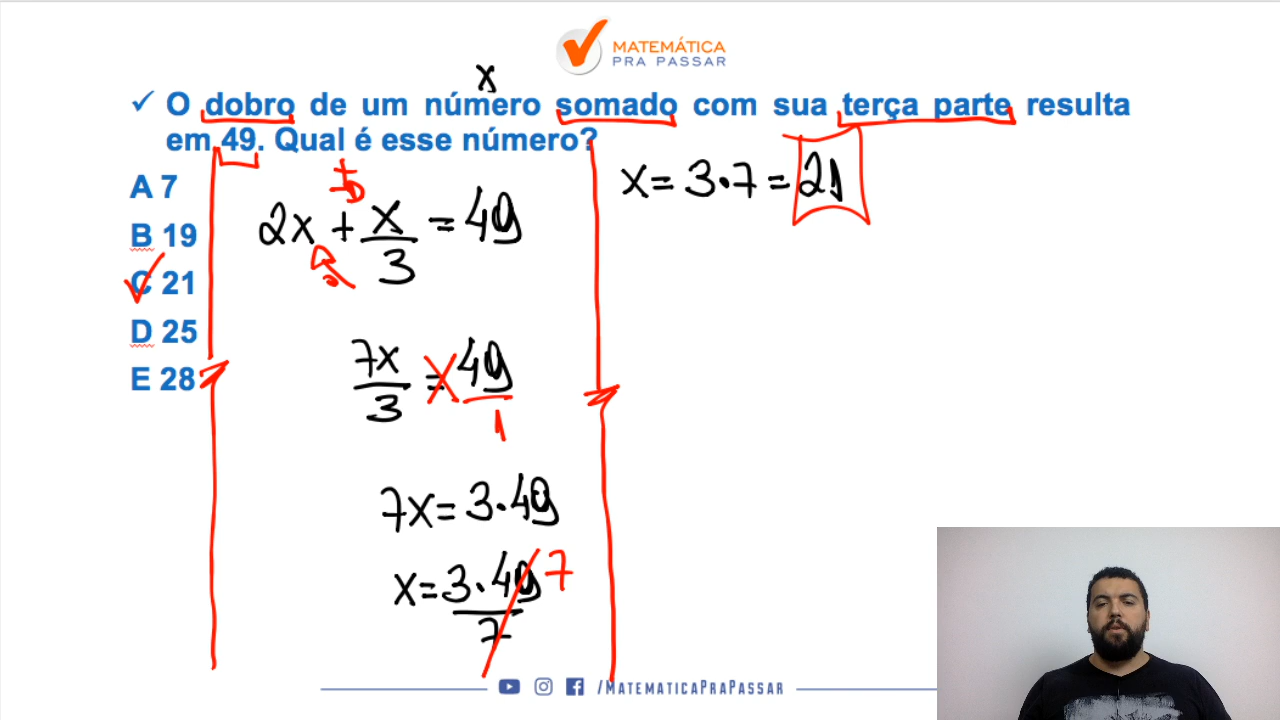 MATEMÁTICA
PRA PASSAR
x
✓ O dobro de um número somado com sua terça parte resulta
em 49. Qual é esse número?
A 7
B 19
C 21
D 25
E 28
+
2x + x/3 = 49
7x/3 = 49/1
7x = 3·49
x = 3·49/7 7
x = 3·7 = 21
/MatematicaPraPassar